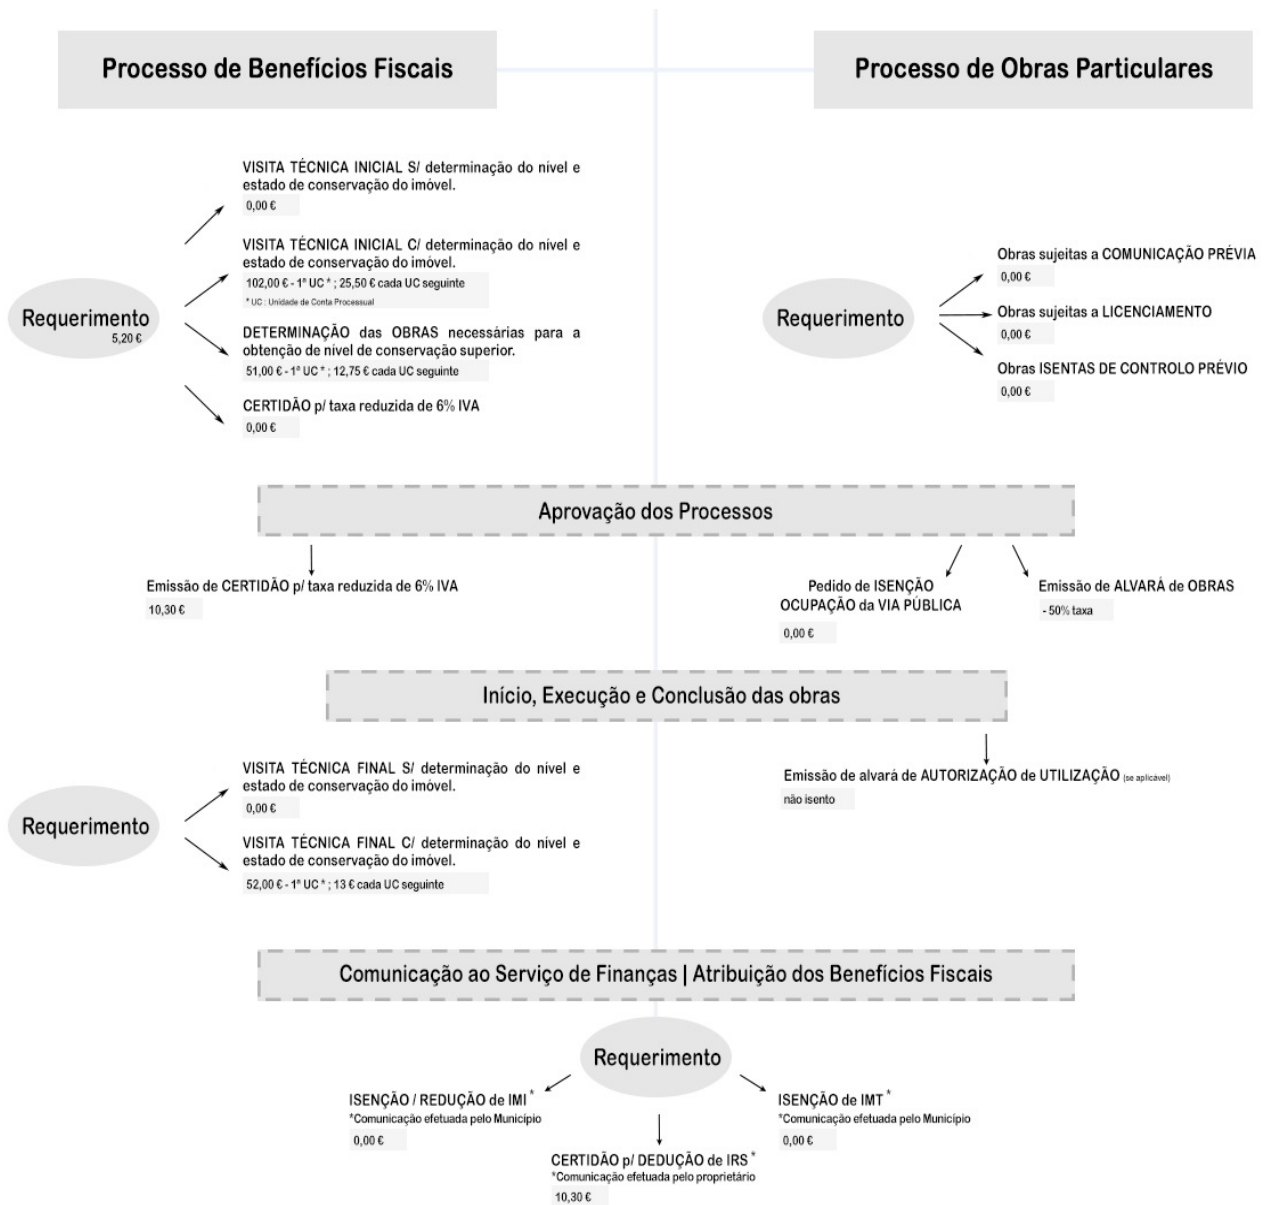 Processo de Benefícios Fiscais
Processo de Obras Particulares
VISITA TÉCNICA INICIAL S/ determinação do nível e
estado de conservação do imóvel.
0,00 €
VISITA TÉCNICA INICIAL C/ determinação do nível e
estado de conservação do imóvel.
102,00 € - 1ª UC * ; 25,50 € cada UC seguinte
* UC : Unidade de Conta Processual
Requerimento
5,20 €
DETERMINAÇÃO das OBRAS necessárias para a
obtenção de nível de conservação superior.
51,00 € - 1ª UC * ; 12,75 € cada UC seguinte
CERTIDÃO p/ taxa reduzida de 6% IVA
0,00 €
Requerimento
Obras sujeitas a COMUNICAÇÃO PRÉVIA
0,00 €
Obras sujeitas a LICENCIAMENTO
0,00 €
Obras ISENTAS DE CONTROLO PRÉVIO
0,00 €
Aprovação dos Processos
Emissão de CERTIDÃO p/ taxa reduzida de 6% IVA
10,30 €
Pedido de ISENÇÃO
OCUPAÇÃO da VIA PÚBLICA
0,00 €
Emissão de ALVARÁ de OBRAS
- 50% taxa
Início, Execução e Conclusão das obras
VISITA TÉCNICA FINAL S/ determinação do nível e
estado de conservação do imóvel.
0,00 €
Requerimento
VISITA TÉCNICA FINAL C/ determinação do nível e
estado de conservação do imóvel.
52,00 € - 1ª UC * ; 13 € cada UC seguinte
Emissão de alvará de AUTORIZAÇÃO de UTILIZAÇÃO (se aplicável)
não isento
Comunicação ao Serviço de Finanças | Atribuição dos Benefícios Fiscais
Requerimento
ISENÇÃO / REDUÇÃO de IMI *
*Comunicação efetuada pelo Município
0,00 €
CERTIDÃO p/ DEDUÇÃO de IRS *
*Comunicação efetuada pelo proprietário
10,30 €
ISENÇÃO de IMT *
*Comunicação efetuada pelo Município
0,00 €